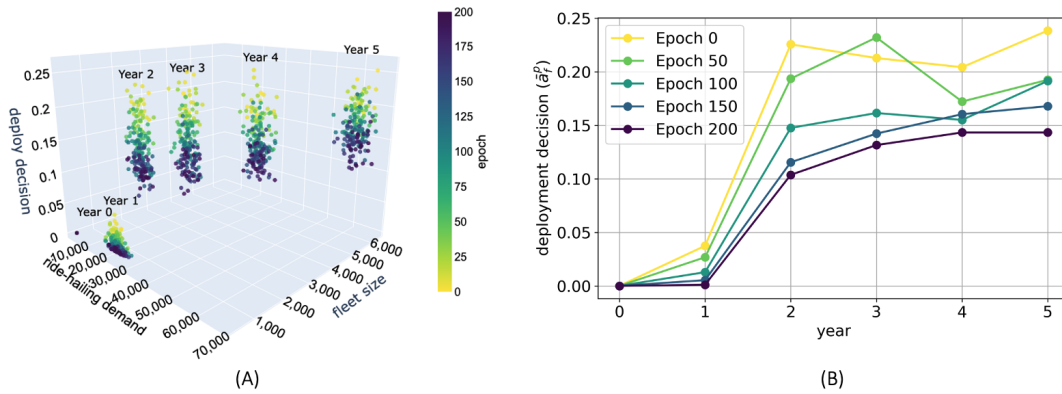 Year 5
Year 4
Year 3
Year 2
Year 1
Year 0
0.25
0.2
0.15
0.1
0.05
0
deploy decision
10,000
20,000
30,000
40,000
50,000
60,000
70,000
ride-hailing demand
1,000
2,000
3,000
4,000
5,000
6,000
fleet size
200
175
150
125
100
75
50
25
0
epoch
(A)
Epoch 0
Epoch 50
Epoch 100
Epoch 150
Epoch 200
0.25
0.20
0.15
0.10
0.05
0.00
deployment decision (ā_f^p)
0 1 2 3 4 5
year
(B)